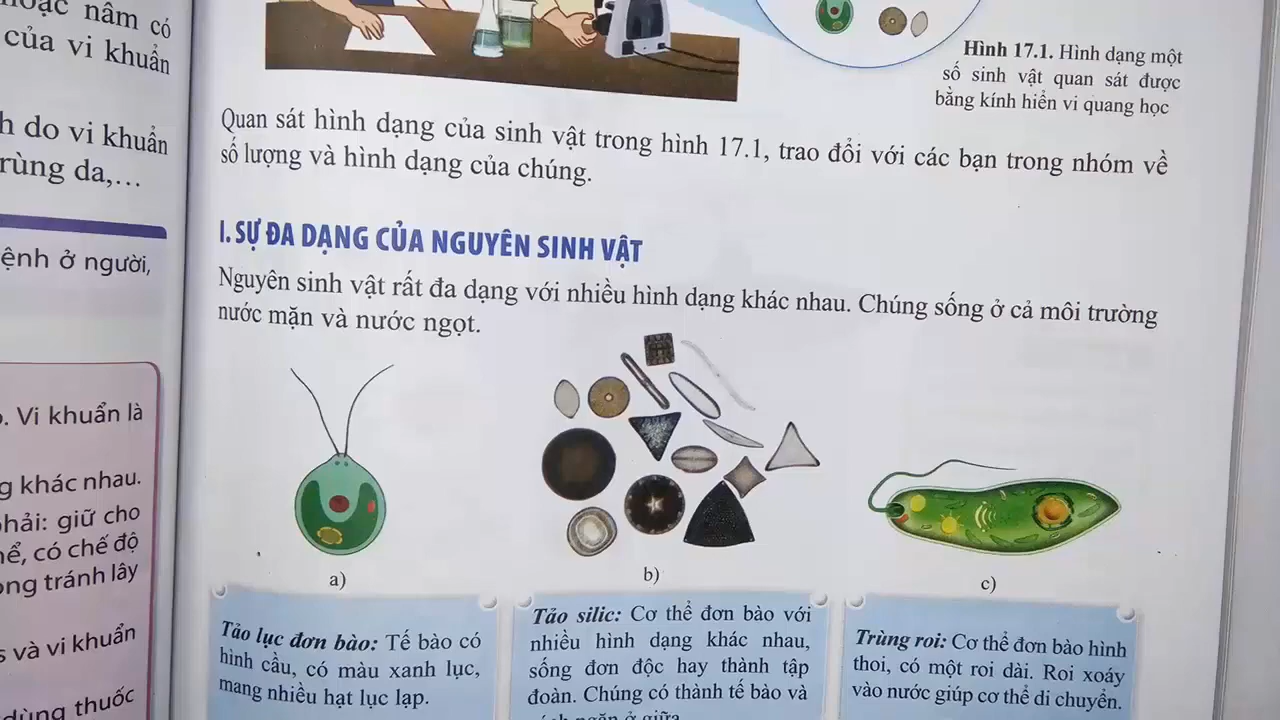 nấm có
của vi khuẩn
do vi khuẩn
da,...
ở người,
Vi khuẩn là
khác nhau.
phải: giữ cho
có chế độ
tránh lây
và vi khuẩn
dùng thuốc
Hình 17.1. Hình dạng một
số sinh vật quan sát được
bằng kính hiển vi quang học
Quan sát hình dạng của sinh vật trong hình 17.1, trao đổi với các bạn trong nhóm về
số lượng và hình dạng của chúng.
I. SỰ ĐA DẠNG CỦA NGUYÊN SINH VẬT
Nguyên sinh vật rất đa dạng với nhiều hình dạng khác nhau. Chúng sống ở cả môi trường
nước mặn và nước ngọt.
a)
b)
c)
Tảo lục đơn bào: Tế bào có
hình cầu, có màu xanh lục,
mang nhiều hạt lục lạp.
Tảo silic: Cơ thể đơn bào với
nhiều hình dạng khác nhau,
sống đơn độc hay thành tập
đoàn. Chúng có thành tế bào và
ở giữa
Trùng roi: Cơ thể đơn bào hình
thoi, có một roi dài. Roi xoáy
vào nước giúp cơ thể di chuyển.